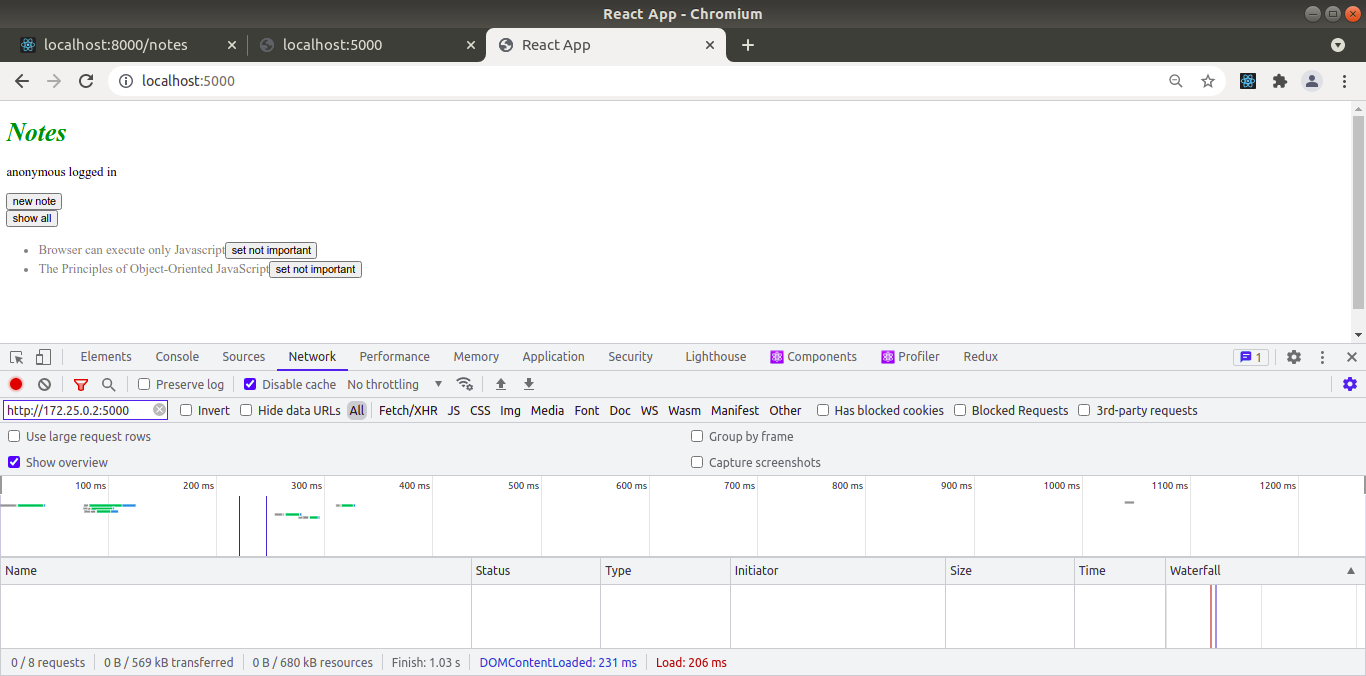 React App - Chromium
localhost:8000/notes
localhost:5000
React App
localhost:5000
Notes
anonymous logged in
new note
show all
Browser can execute only Javascript set not important
The Principles of Object-Oriented JavaScript set not important
Elements Console Sources Network Performance Memory Application Security Lighthouse Components Profiler Redux 1
Preserve log Disable cache No throttling
http://172.25.0.2:5000 Invert Hide data URLs All Fetch/XHR JS CSS Img Media Font Doc WS Wasm Manifest Other Has blocked cookies Blocked Requests 3rd-party requests
Use large request rows Group by frame
Show overview Capture screenshots
100 ms 200 ms 300 ms 400 ms 500 ms 600 ms 700 ms 800 ms 900 ms 1000 ms 1100 ms 1200 ms
Name Status Type Initiator Size Time Waterfall
0 / 8 requests 0 B / 569 kB transferred 0 B / 680 kB resources Finish: 1.03 s DOMContentLoaded: 231 ms Load: 206 ms